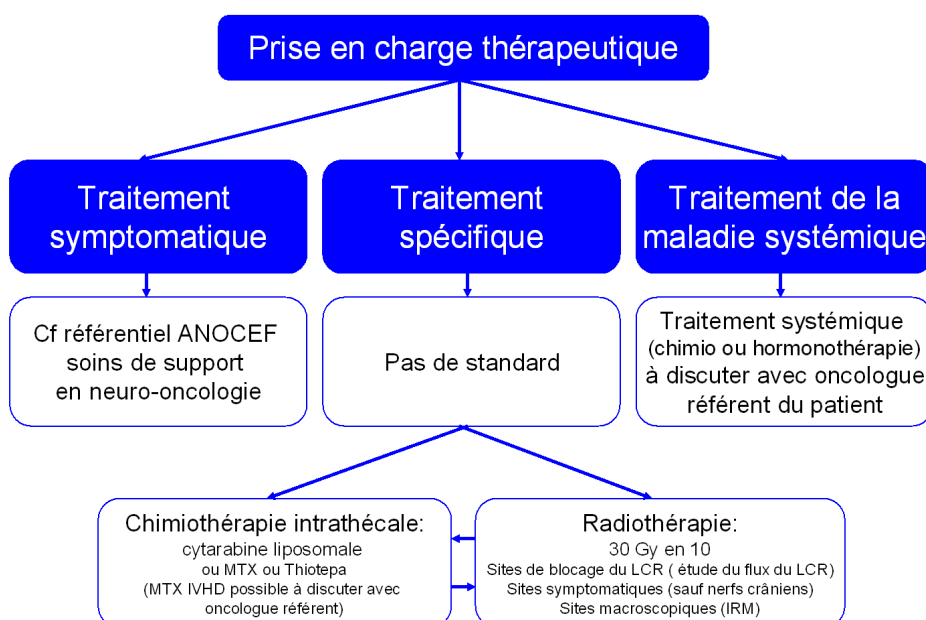 Prise en charge thérapeutique
Traitement
symptomatique
Traitement
spécifique
Traitement de la
maladie systémique
Cf référentiel ANOCEF
soins de support
en neuro-oncologie
Pas de standard
Traitement systémique
(chimio ou hormonothérapie)
à discuter avec oncologue
référent du patient
Chimiothérapie intrathécale:
cytarabine liposomale
ou MTX ou Thiotepa
(MTX IVHD possible à discuter avec
oncologue référent)
Radiothérapie:
30 Gy en 10
Sites de blocage du LCR ( étude du flux du LCR)
Sites symptomatiques (sauf nerfs crâniens)
Sites macroscopiques (IRM)